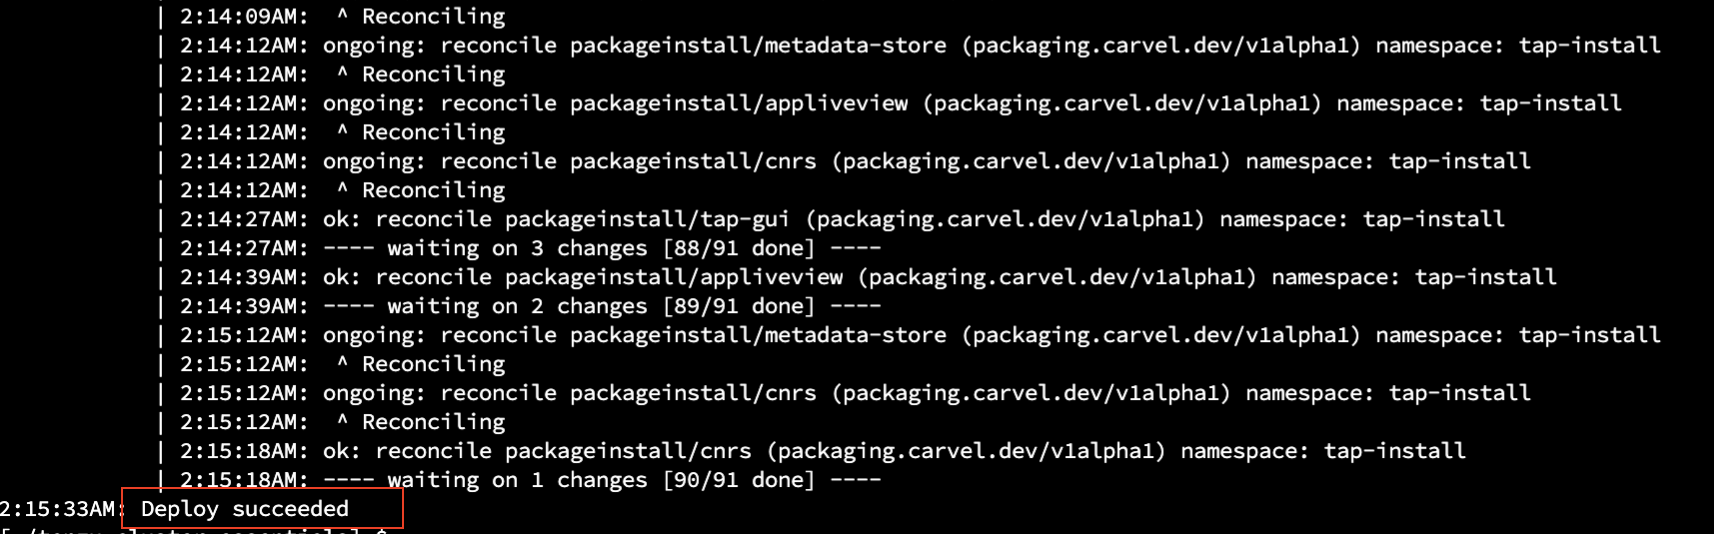 | 2:14:09AM:  ^ Reconciling
| 2:14:12AM: ongoing: reconcile packageinstall/metadata-store (packaging.carvel.dev/v1alpha1) namespace: tap-install
| 2:14:12AM:  ^ Reconciling
| 2:14:12AM: ongoing: reconcile packageinstall/appliveview (packaging.carvel.dev/v1alpha1) namespace: tap-install
| 2:14:12AM:  ^ Reconciling
| 2:14:12AM: ongoing: reconcile packageinstall/cnrs (packaging.carvel.dev/v1alpha1) namespace: tap-install
| 2:14:12AM:  ^ Reconciling
| 2:14:27AM: ok: reconcile packageinstall/tap-gui (packaging.carvel.dev/v1alpha1) namespace: tap-install
| 2:14:27AM: ---- waiting on 3 changes [88/91 done] ----
| 2:14:39AM: ok: reconcile packageinstall/appliveview (packaging.carvel.dev/v1alpha1) namespace: tap-install
| 2:14:39AM: ---- waiting on 2 changes [89/91 done] ----
| 2:15:12AM: ongoing: reconcile packageinstall/metadata-store (packaging.carvel.dev/v1alpha1) namespace: tap-install
| 2:15:12AM:  ^ Reconciling
| 2:15:12AM: ongoing: reconcile packageinstall/cnrs (packaging.carvel.dev/v1alpha1) namespace: tap-install
| 2:15:12AM:  ^ Reconciling
| 2:15:18AM: ok: reconcile packageinstall/cnrs (packaging.carvel.dev/v1alpha1) namespace: tap-install
| 2:15:18AM: ---- waiting on 1 changes [90/91 done] ----
2:15:33AM: Deploy succeeded